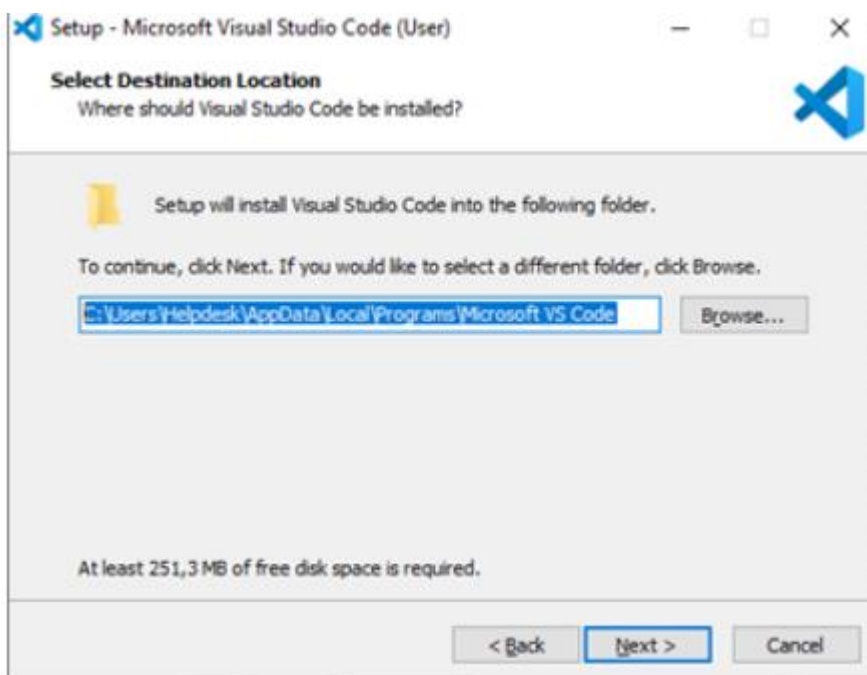 Setup - Microsoft Visual Studio Code (User)
Select Destination Location
Where should Visual Studio Code be installed?
Setup will install Visual Studio Code into the following folder.
To continue, click Next. If you would like to select a different folder, click Browse.
C:\Users\Helpdesk\AppData\Local\Programs\Microsoft VS Code Browse...
At least 251,3 MB of free disk space is required.
< Back Next > Cancel